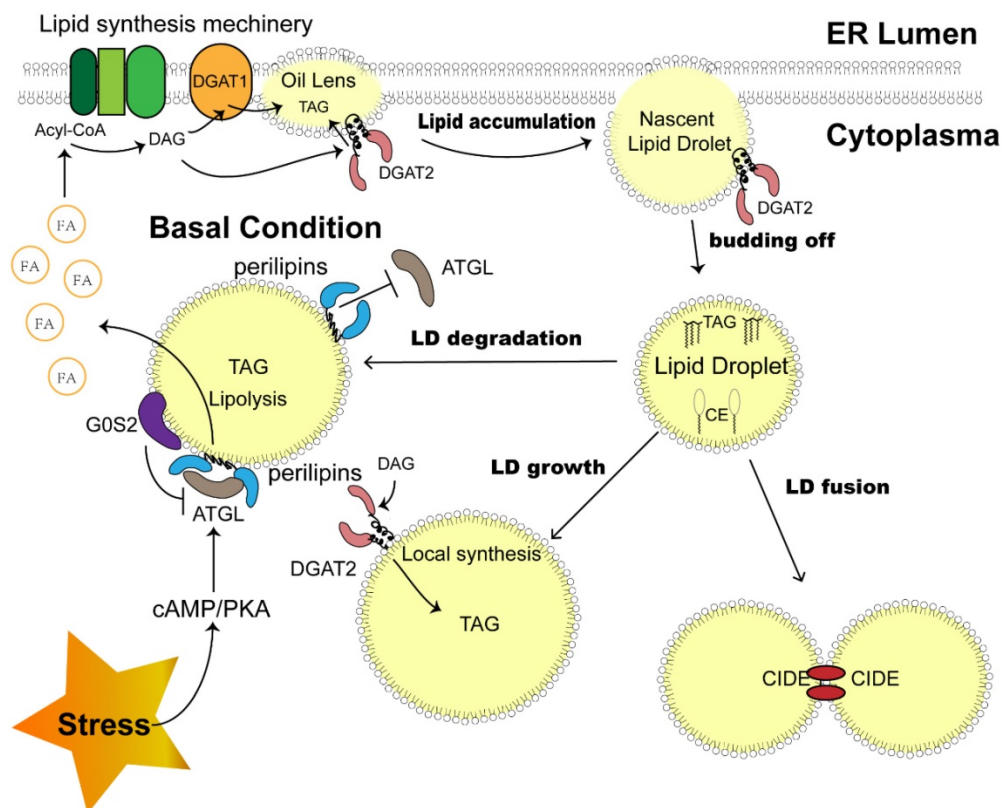 Lipid synthesis mechinery
ER Lumen
DGAT1
Oil Lens
TAG
Acyl-CoA
DAG
DGAT2
Lipid accumulation
Nascent
Lipid Drolet
Cytoplasma
DGAT2
budding off
FA
FA
FA
FA
FA
Basal Condition
perilipins
ATGL
LD degradation
TAG
Lipid Droplet
CE
TAG
Lipolysis
G0S2
perilipins
ATGL
LD growth
LD fusion
DAG
DGAT2
Local synthesis
TAG
cAMP/PKA
Stress
CIDE
CIDE